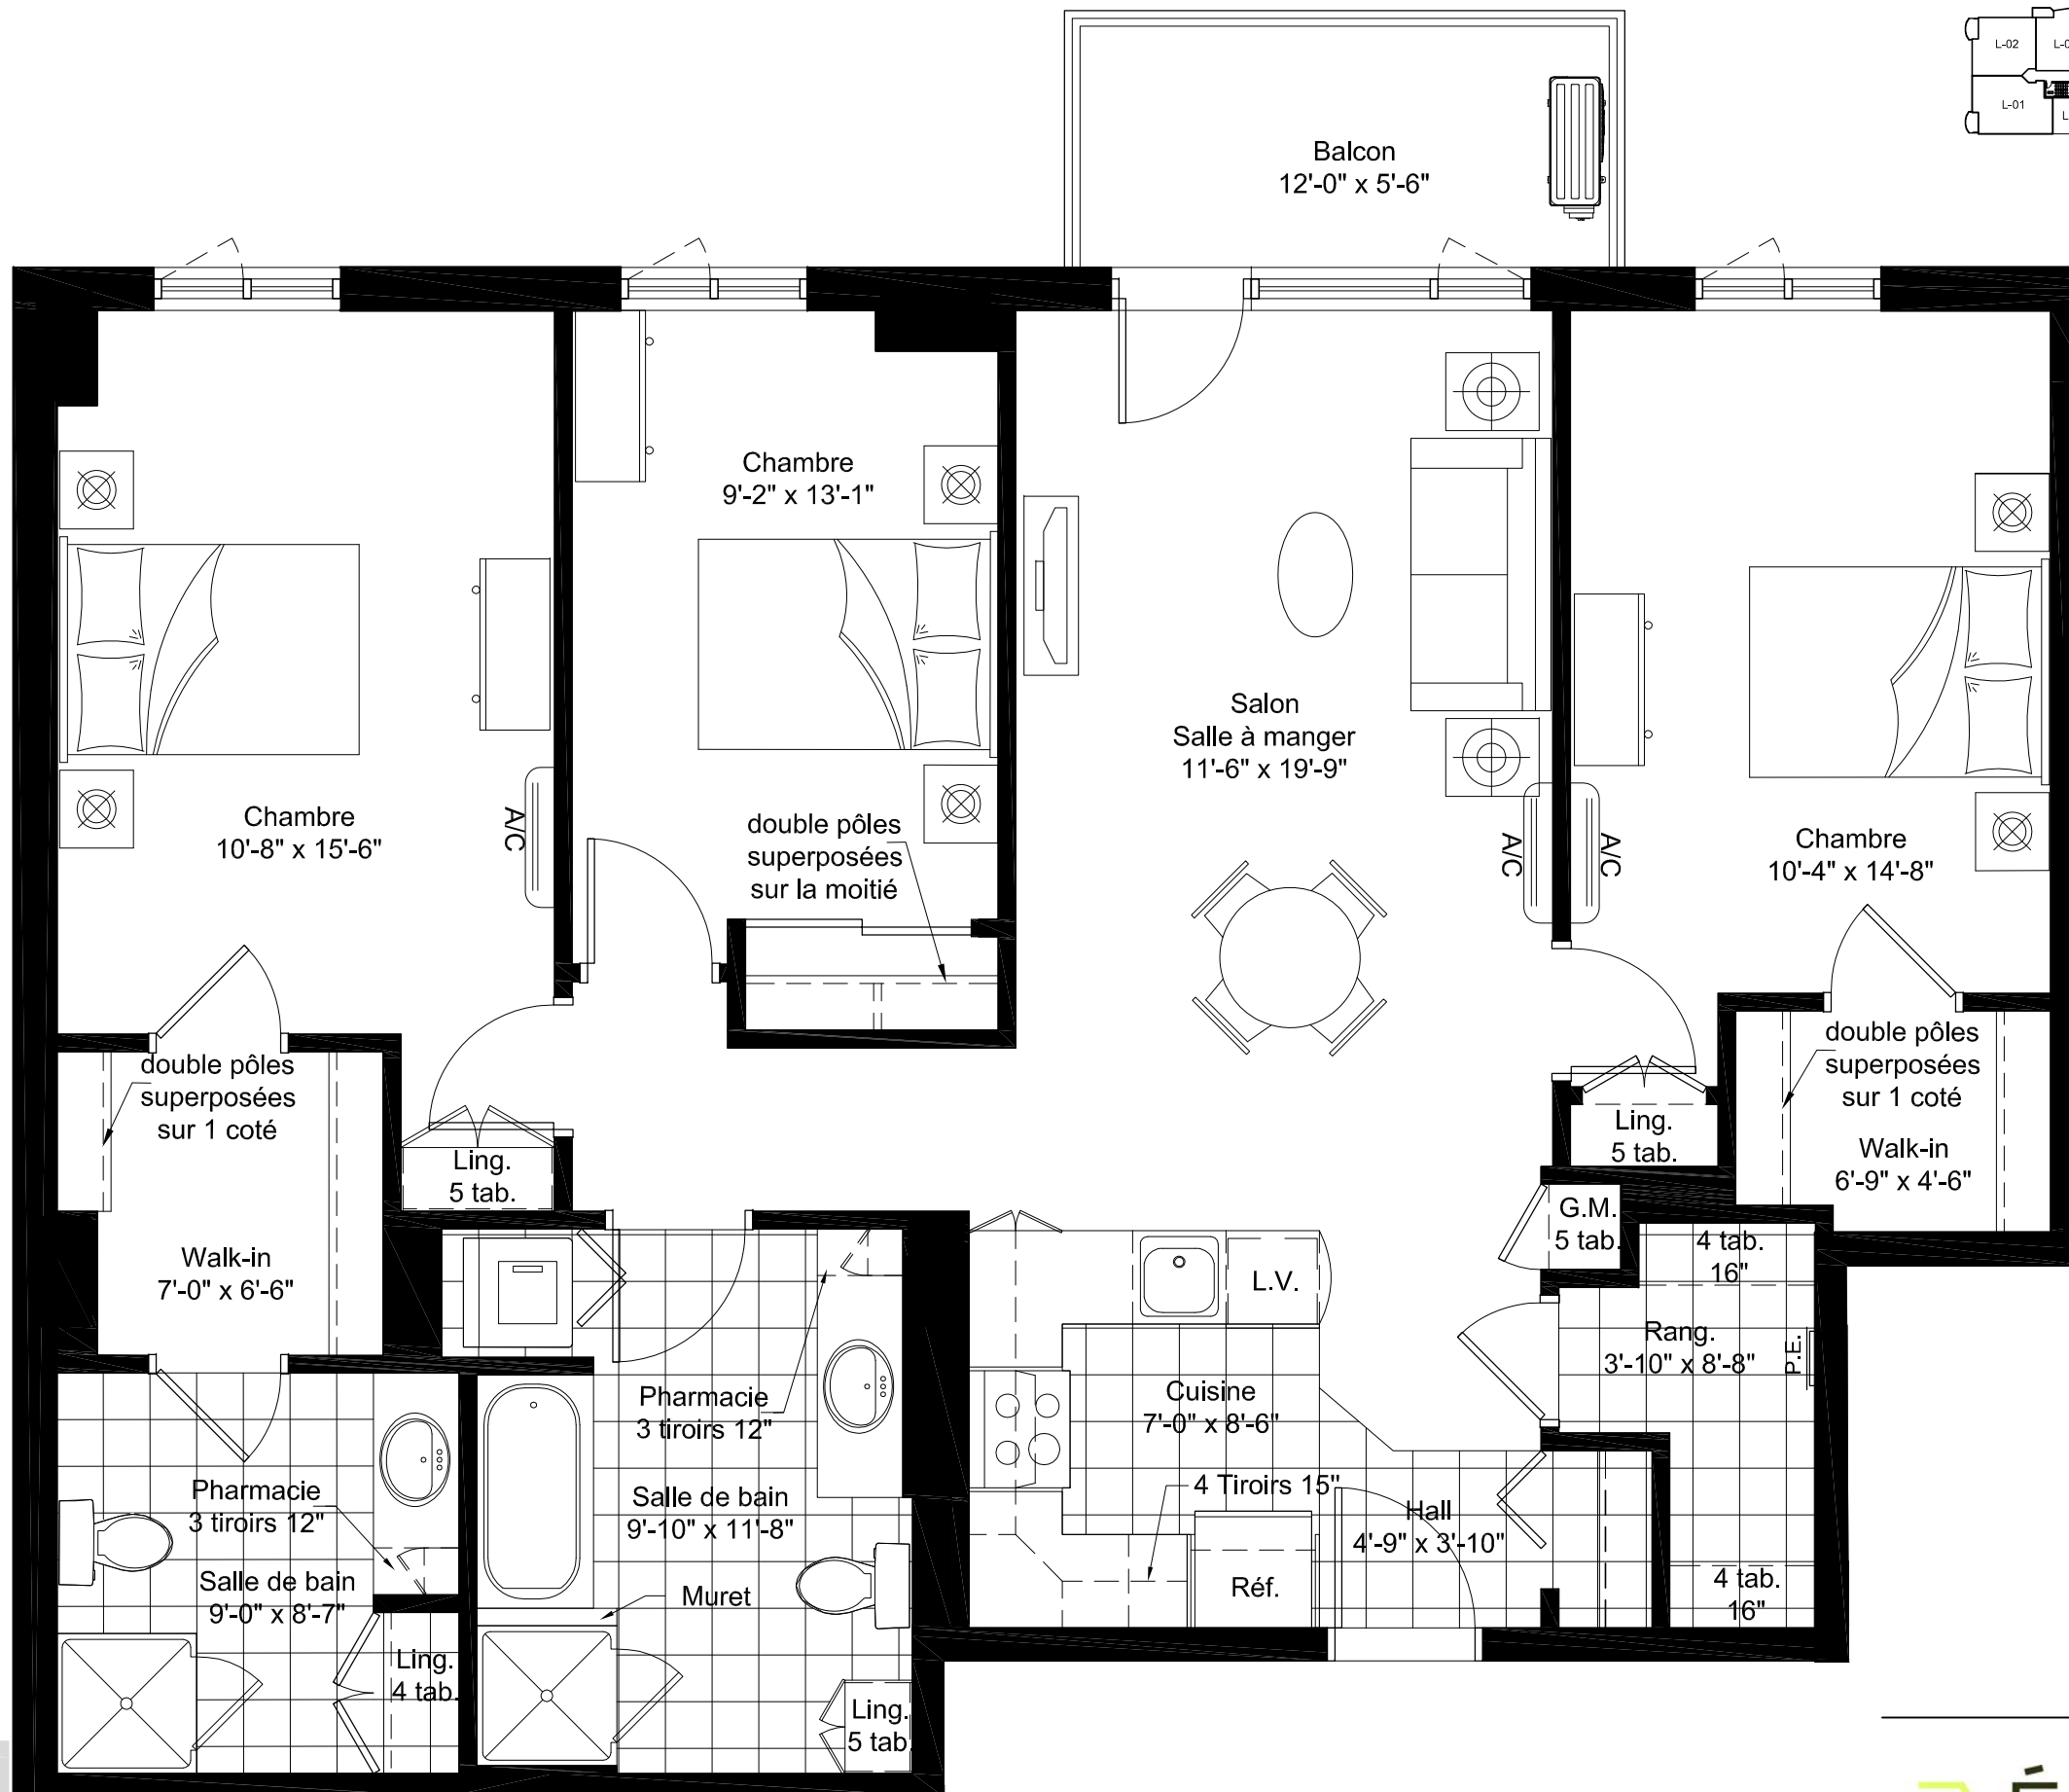 L-02
L-01
Balcon
12'-0" x 5'-6"
Chambre
9'-2" x 13'-1"
Salon
Salle à manger
11'-6" x 19'-9"
Chambre
10'-8" x 15'-6"
A/C
double pôles
superposées
sur la moitié
A/C
A/C
Chambre
10'-4" x 14'-8"
double pôles
superposées
sur 1 coté
Ling.
5 tab.
Walk-in
7'-0" x 6'-6"
Ling.
5 tab.
double pôles
superposées
sur 1 coté
Walk-in
6'-9" x 4'-6"
G.M.
5 tab.
4 tab.
16"
L.V.
Rang.
3'-10" x 8'-8"
P.E.
Pharmacie
3 tiroirs 12"
Cuisine
7'-0" x 8'-6"
Pharmacie
3 tiroirs 12"
Salle de bain
9'-10" x 11'-8"
4 Tiroirs 15"
Hall
4'-9" x 3'-10"
Salle de bain
9'-0" x 8'-7"
Muret
Réf.
4 tab.
16"
Ling.
4 tab.
Ling.
5 tab.